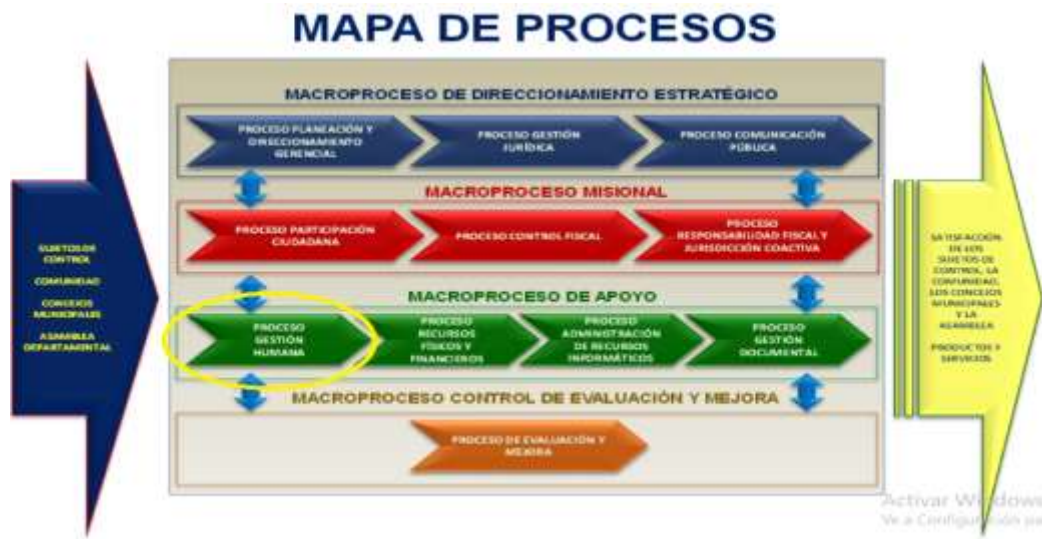 MAPA DE PROCESOS
MACROPROCESO DE DIRECCIONAMIENTO ESTRATÉGICO
PROCESO PLANEACIÓN Y
DIRECCIONAMIENTO
GERENCIAL
PROCESO GESTIÓN
JURÍDICA
PROCESO COMUNICACIÓN
PÚBLICA
MACROPROCESO MISIONAL
PROCESO PARTICIPACIÓN
CIUDADANA
PROCESO CONTROL FISCAL
PROCESO
RESPONSABILIDAD FISCAL Y
JURISDICCIÓN COACTIVA
SUJETOS DE
CONTROL
COMUNIDAD
CONCEJOS
MUNICIPALES
ASAMBLEA
DEPARTAMENTAL
MACROPROCESO DE APOYO
PROCESO
GESTIÓN
HUMANA
PROCESO
RECURSOS
FÍSICOS Y
FINANCIEROS
PROCESO
ADMINISTRACIÓN
DE RECURSOS
INFORMÁTICOS
PROCESO
GESTIÓN
DOCUMENTAL
MACROPROCESO CONTROL DE EVALUACIÓN Y MEJORA
PROCESO DE EVALUACIÓN Y
MEJORA
SATISFACCIÓN
DE LOS
SUJETOS DE
CONTROL, LA
COMUNIDAD,
LOS CONCEJOS
MUNICIPALES
Y LA
ASAMBLEA
PRODUCTOS Y
SERVICIOS
Activar Windows
Ve a Configuración pa